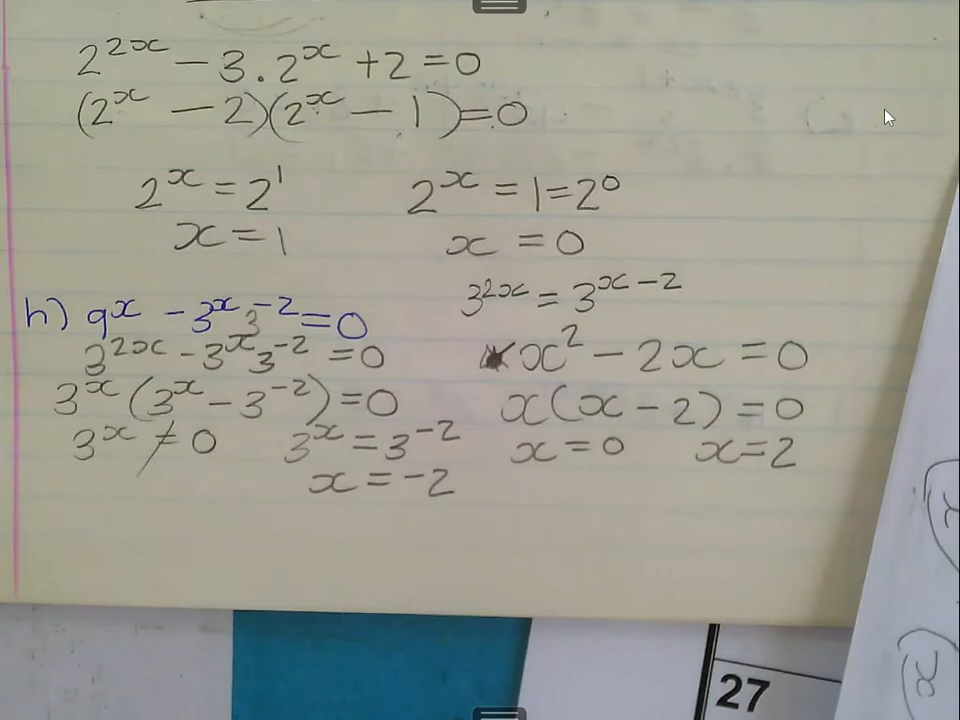 2^{2x} - 3 . 2^x + 2 = 0
(2^x - 2)(2^x - 1) = 0
2^x = 2^1
x = 1
2^x = 1 = 2^0
x = 0
h) 9^x - 3^x 3^{-2} = 0
3^{2x} - 3^x 3^{-2} = 0
3^x (3^x - 3^{-2}) = 0
3^x ≠ 0 3^x = 3^{-2}
x = -2
3^{2x} = 3^{x-2}
x^2 - 2x = 0
x(x - 2) = 0
x = 0 x = 2
x
x
27